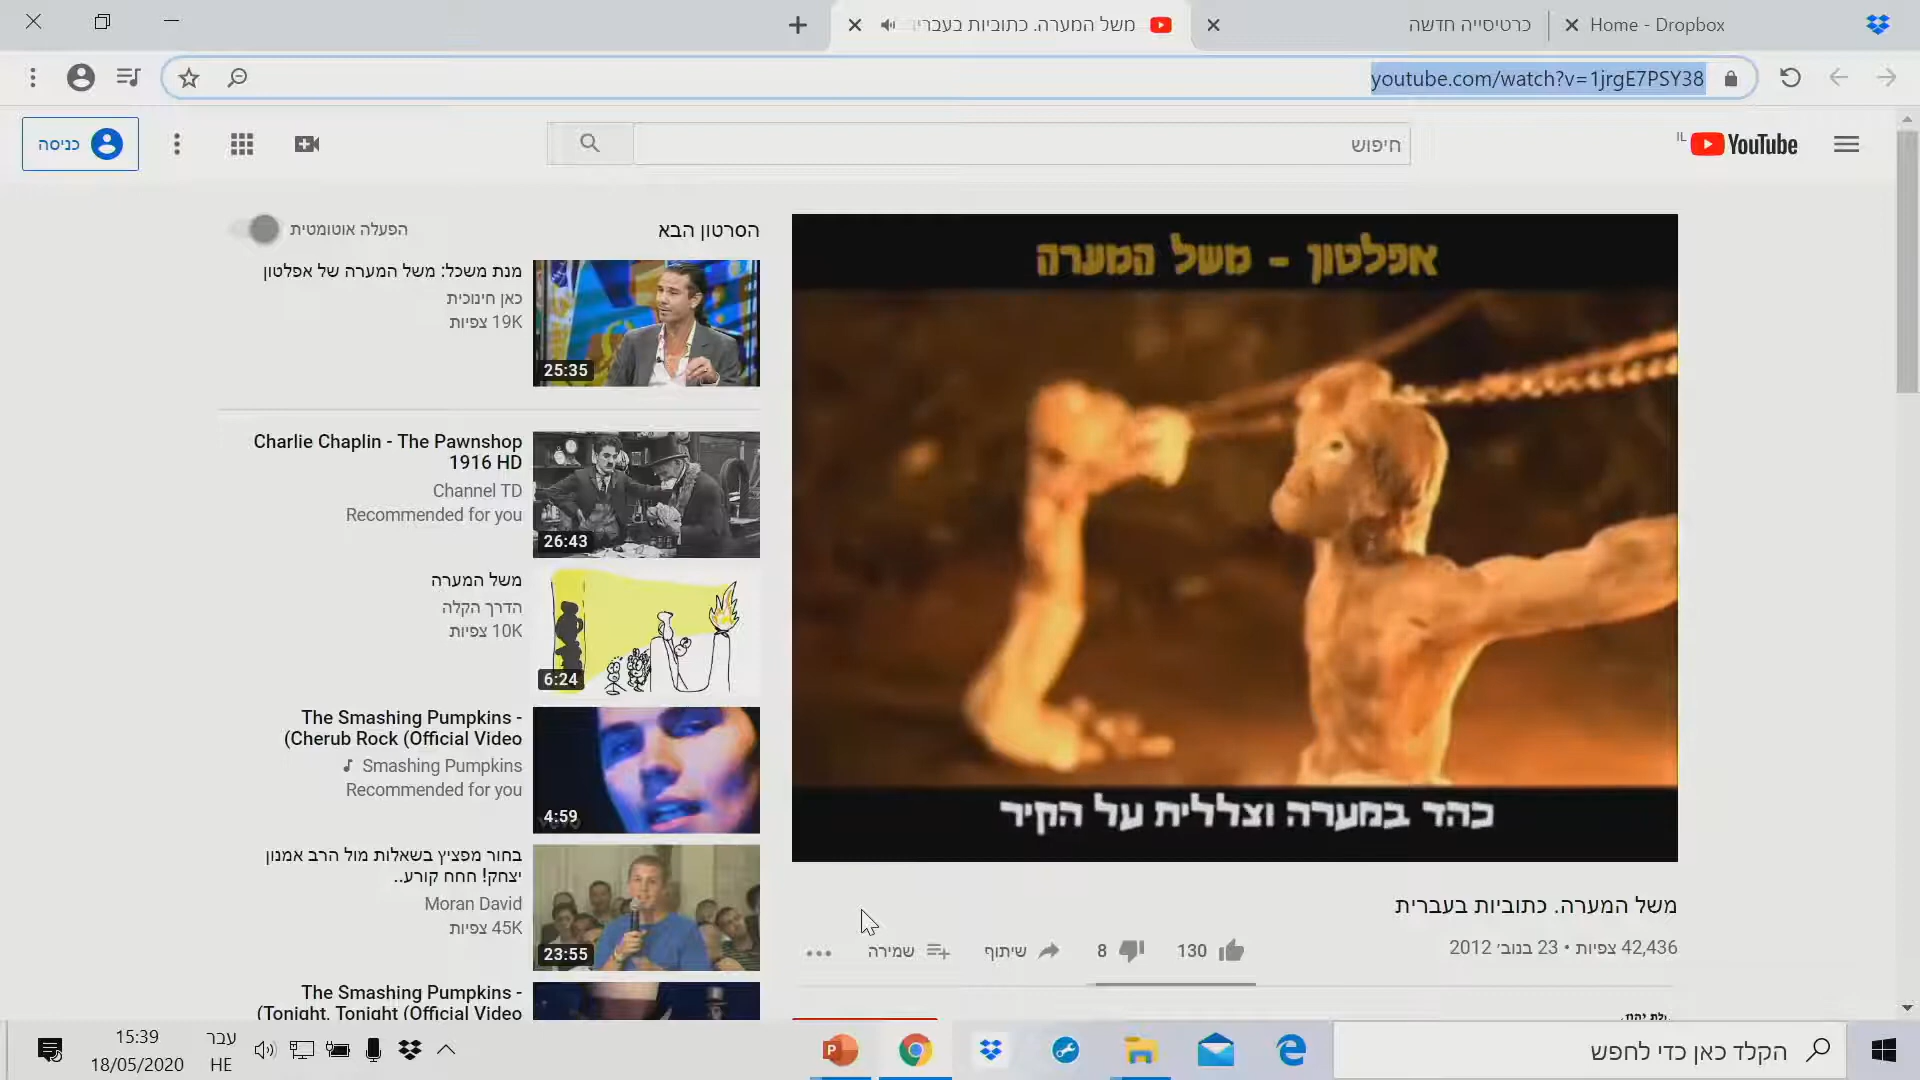 משל המערה. כתוביות בעברית
כרטיסייה חדשה
Home - Dropbox
youtube.com/watch?v=1jrgE7PSY38
כניסה
חיפוש
YouTube
IL
אפלטון - משל המערה
כהד במערה וצללית על הקיר
משל המערה. כתוביות בעברית
42,436 צפיות • 23 בנוב׳ 2012
130
8
שיתוף
שמירה
הסרטון הבא
הפעלה אוטומטית
מנת משכל: משל המערה של אפלטון
כאן חינוכית
19K צפיות
25:35
Charlie Chaplin - The Pawnshop
1916 HD
Channel TD
Recommended for you
26:43
משל המערה
הדרך הקלה
10K צפיות
6:24
The Smashing Pumpkins -
(Cherub Rock (Official Video
Smashing Pumpkins
Recommended for you
4:59
בחור מפציץ בשאלות מול הרב אמנון
יצחק! חחח קורע..
Moran David
45K צפיות
23:55
The Smashing Pumpkins -
(Tonight, Tonight (Official Video
הקלד כאן כדי לחפש
עבר
HE
15:39
18/05/2020